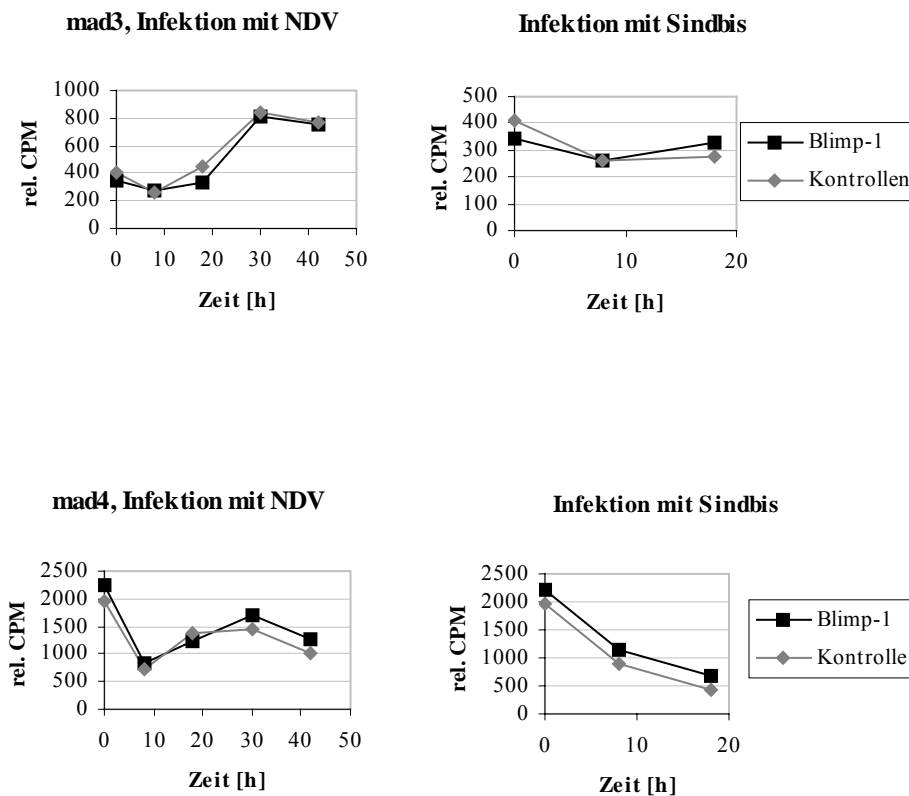 mad3, Infektion mit NDV
1000
800
600
400
200
0
rel. CPM
0 10 20 30 40 50
Zeit [h]
Infektion mit Sindbis
500
400
300
200
100
0
rel. CPM
0 10 20
Zeit [h]
Blimp-1
Kontrollen
mad4, Infektion mit NDV
2500
2000
1500
1000
500
0
rel. CPM
0 10 20 30 40 50
Zeit [h]
Infektion mit Sindbis
2500
2000
1500
1000
500
0
rel. CPM
0 10 20
Zeit [h]
Blimp-1
Kontrolle